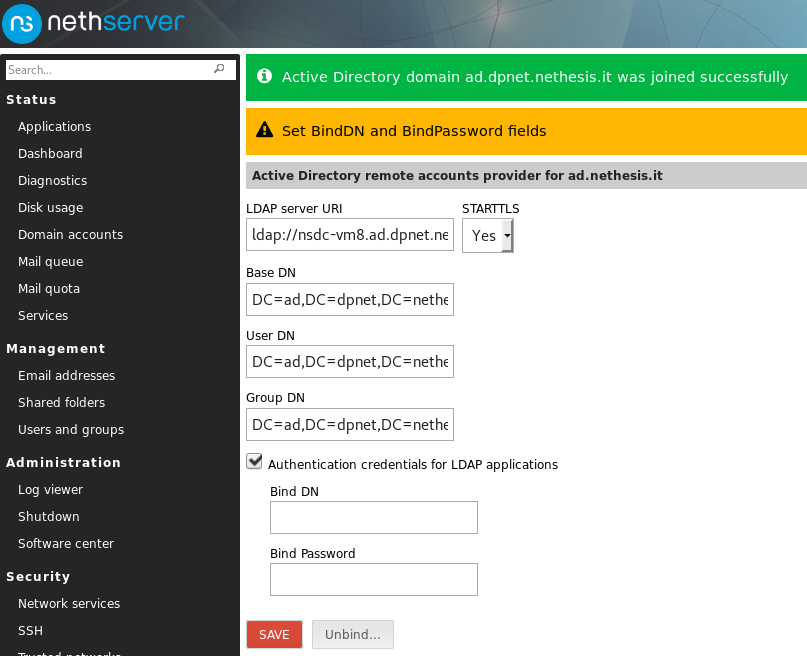 nethserver
Search...
Status
Applications
Dashboard
Diagnostics
Disk usage
Domain accounts
Mail queue
Mail quota
Services
Management
Email addresses
Shared folders
Users and groups
Administration
Log viewer
Shutdown
Software center
Security
Network services
SSH
Trusted networks
Active Directory domain ad.dpnet.nethesis.it was joined successfully
Set BindDN and BindPassword fields
Active Directory remote accounts provider for ad.nethesis.it
LDAP server URI
STARTTLS
ldap://nsdc-vm8.ad.dpnet.ne
Yes
Base DN
DC=ad,DC=dpnet,DC=nethe
User DN
DC=ad,DC=dpnet,DC=nethe
Group DN
DC=ad,DC=dpnet,DC=nethe
Authentication credentials for LDAP applications
Bind DN
Bind Password
SAVE
Unbind...